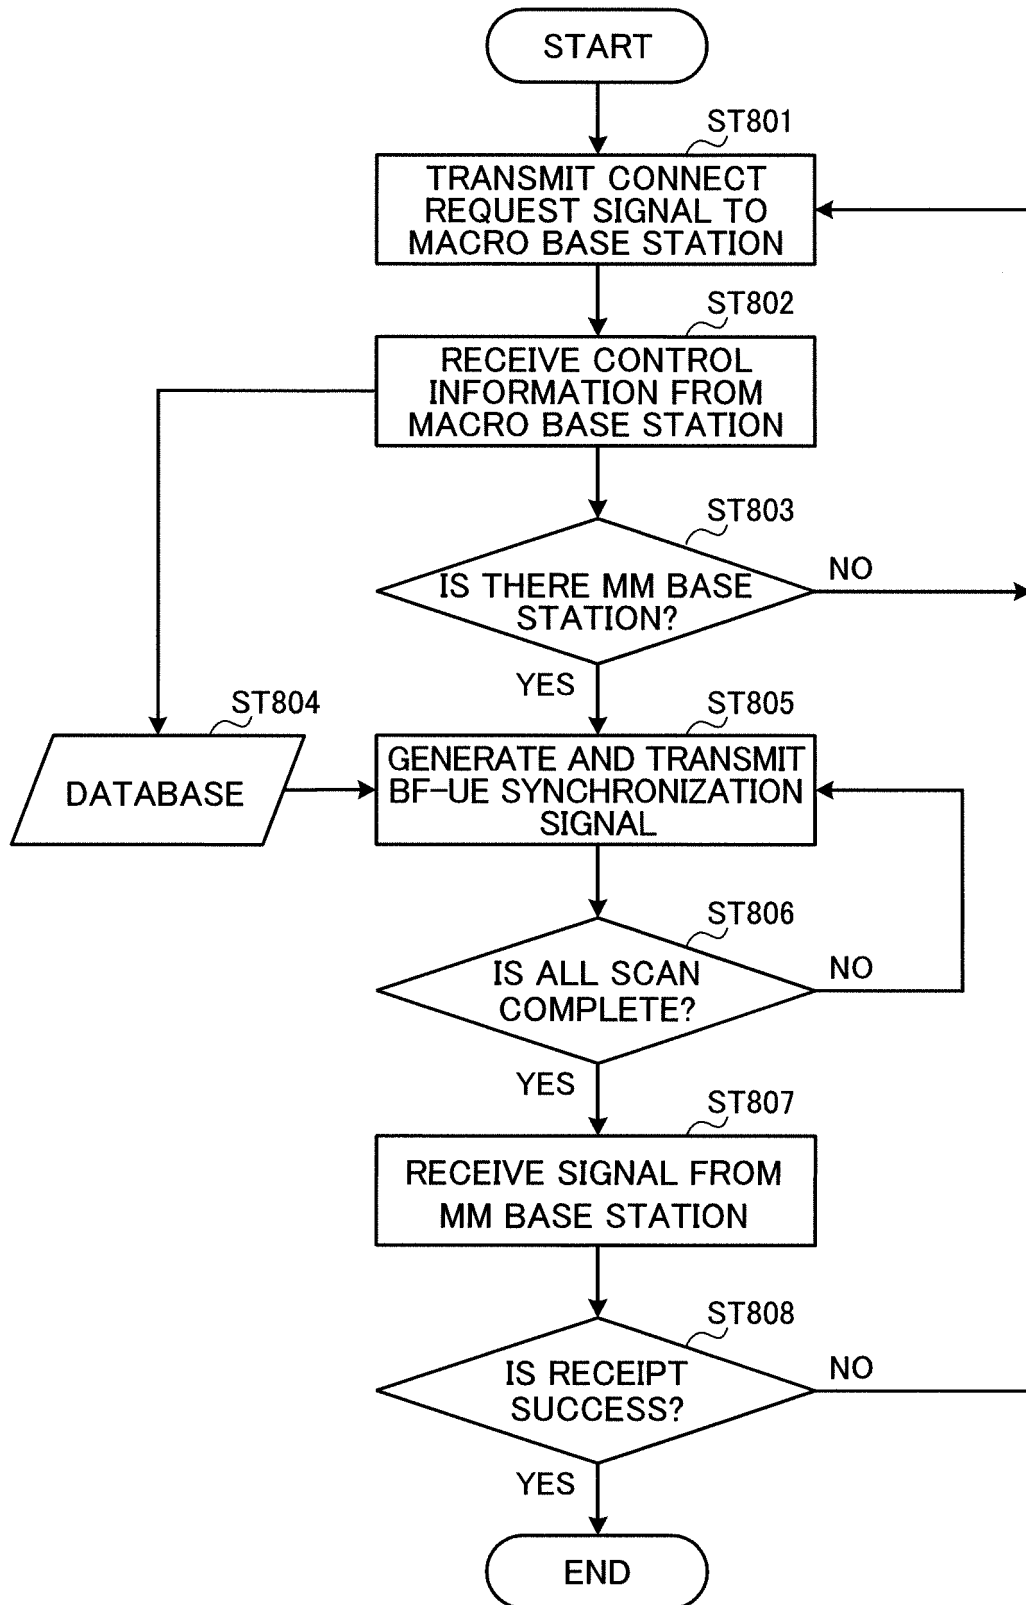 START
ST801
TRANSMIT CONNECT
REQUEST SIGNAL TO
MACRO BASE STATION
ST802
RECEIVE CONTROL
INFORMATION FROM
MACRO BASE STATION
ST803
IS THERE MM BASE
STATION?
NO
YES
ST804
DATABASE
ST805
GENERATE AND TRANSMIT
BF-UE SYNCHRONIZATION
SIGNAL
ST806
IS ALL SCAN
COMPLETE?
NO
YES
ST807
RECEIVE SIGNAL FROM
MM BASE STATION
ST808
IS RECEIPT
SUCCESS?
NO
YES
END